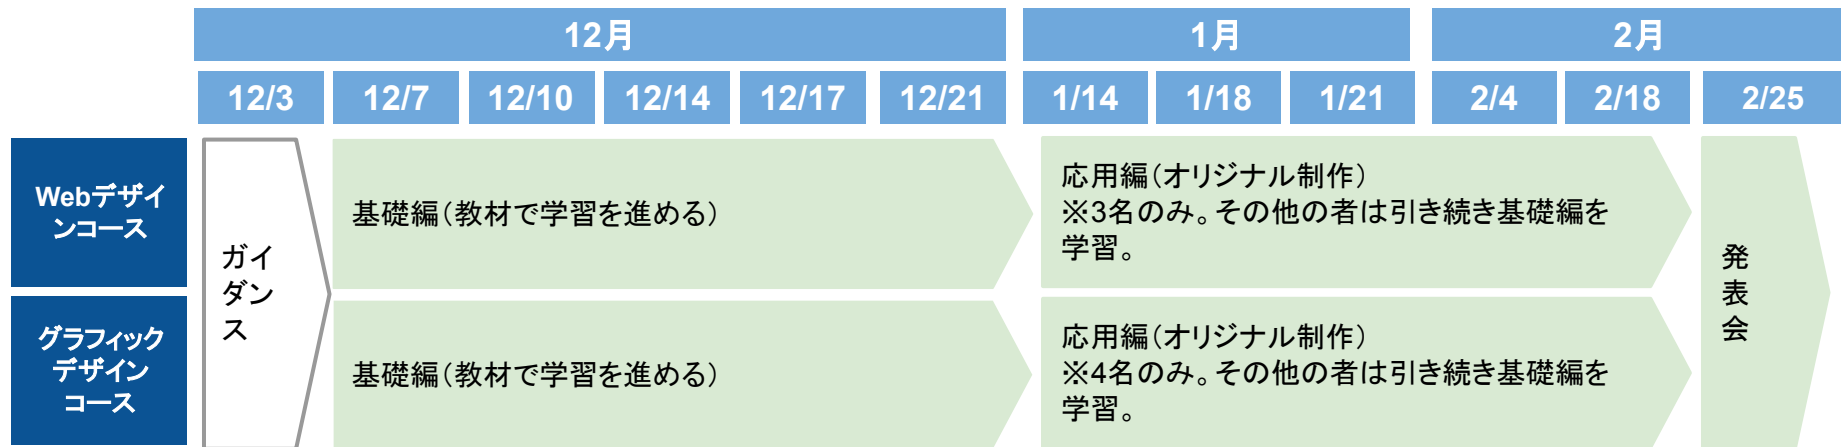 12月
1月
2月
12/3
12/7
12/10
12/14
12/17
12/21
1/14
1/18
1/21
2/4
2/18
2/25
Webデザイ
ンコース
ガイ
ダン
ス
基礎編（教材で学習を進める）
応用編（オリジナル制作）
※3名のみ。その他の者は引き続き基礎編を
学習。
発
表
会
グラフィック
デザイン
コース
基礎編（教材で学習を進める）
応用編（オリジナル制作）
※4名のみ。その他の者は引き続き基礎編を
学習。